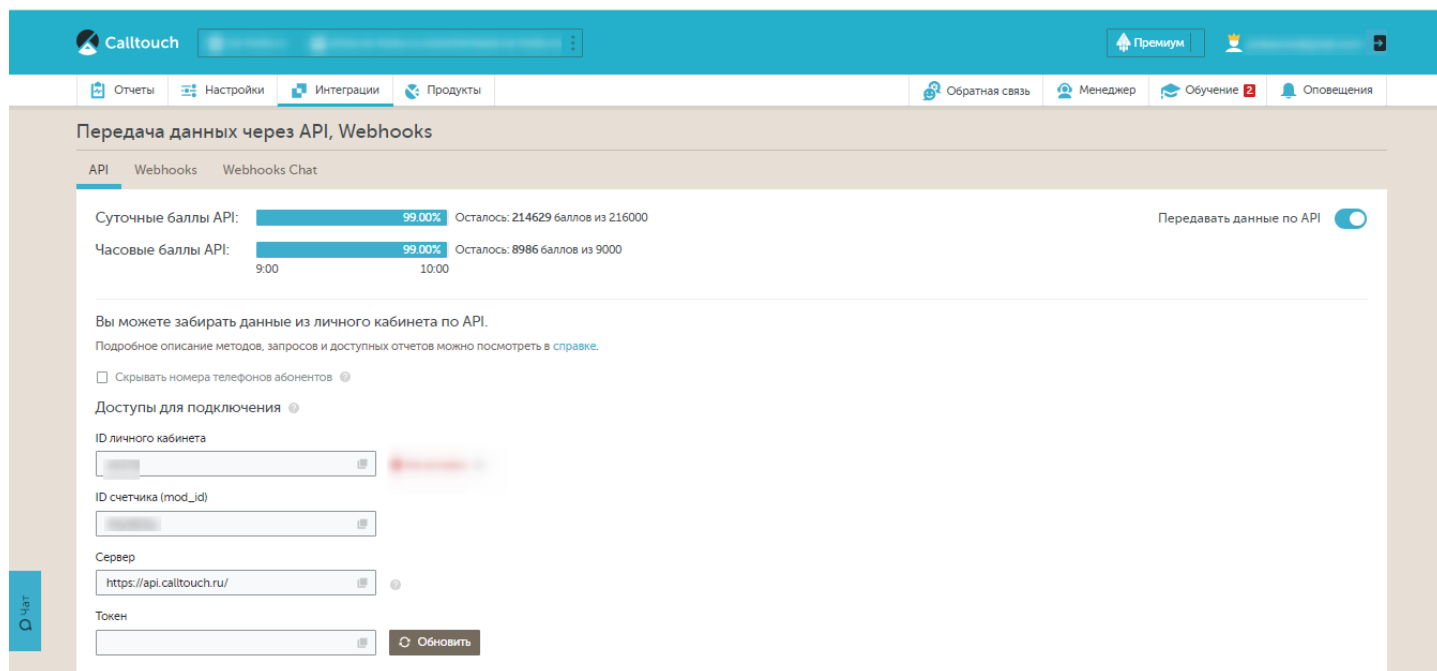 Calltouch
Премиум
Отчеты Настройки Интеграции Продукты Обратная связь Менеджер Обучение 2 Оповещения
Передача данных через API, Webhooks
API Webhooks Webhooks Chat
Суточные баллы API: 99.00% Осталось: 214629 баллов из 216000 Передавать данные по API
Часовые баллы API: 99.00% Осталось: 8986 баллов из 9000
9:00 10:00
Вы можете забирать данные из личного кабинета по API.
Подробное описание методов, запросов и доступных отчетов можно посмотреть в справке.
Скрывать номера телефонов абонентов ?
Доступы для подключения ?
ID личного кабинета
ID счетчика (mod_id)
Сервер
https://api.calltouch.ru/ ?
Токен
Обновить
Чат